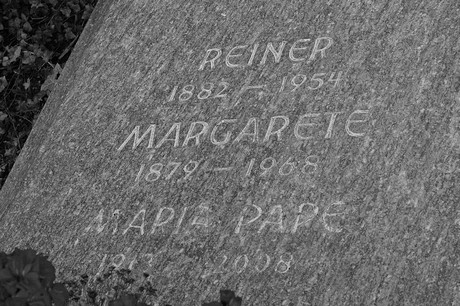 REINER
1882 – 1954
MARGARETE
1879 – 1968
MARIA PAPE
2008